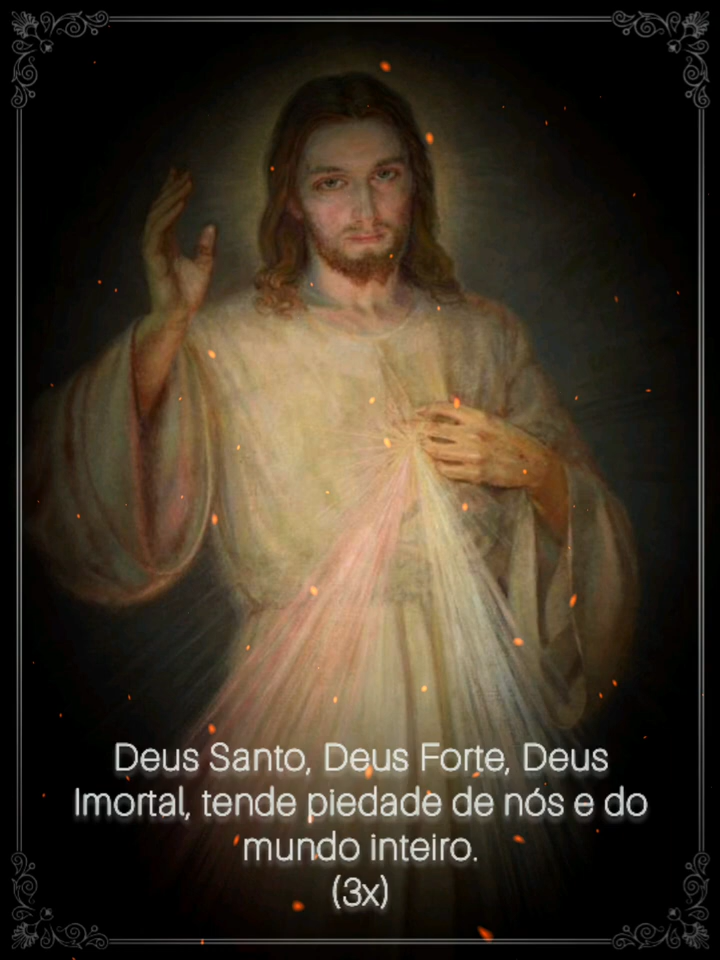 Deus Santo, Deus Forte, Deus
Imortal, tende piedade de nós e do
mundo inteiro.
(3x)